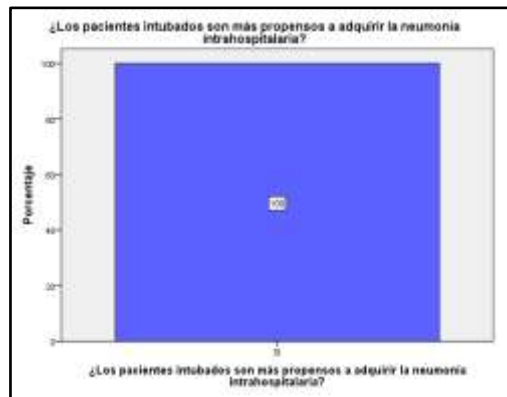 ¿Los pacientes intubados son más propensos a adquirir la neumonía
intrahospitalaria?
100
80
60
40
20
0
Porcentaje
100
¿Los pacientes intubados son más propensos a adquirir la neumonía
intrahospitalaria?